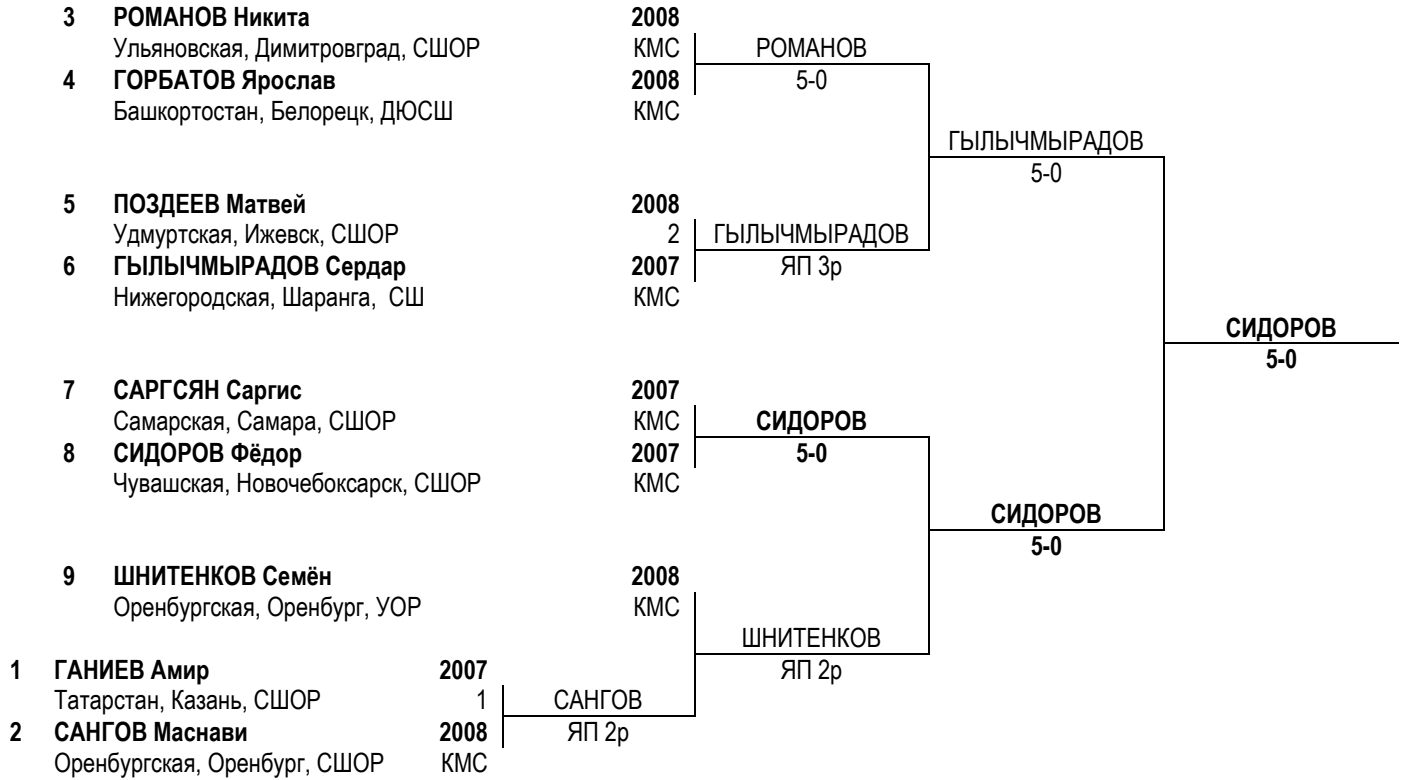 3 РОМАНОВ Никита 2008
Ульяновская, Димитровград, СШОР КМС РОМАНОВ
4 ГОРБАТОВ Ярослав 2008 5-0
Башкортостан, Белорецк, ДЮСШ КМС
ГЫЛЫЧМЫРАДОВ
5-0
5 ПОЗДЕЕВ Матвей 2008
Удмуртская, Ижевск, СШОР 2 ГЫЛЫЧМЫРАДОВ
6 ГЫЛЫЧМЫРАДОВ Сердар 2007 ЯП 3р
Нижегородская, Шаранга, СШ КМС
СИДОРОВ
5-0
7 САРГСЯН Саргис 2007
Самарская, Самара, СШОР КМС СИДОРОВ
8 СИДОРОВ Фёдор 2007 5-0
Чувашская, Новочебоксарск, СШОР КМС
СИДОРОВ
5-0
9 ШНИТЕНКОВ Семён 2008
Оренбургская, Оренбург, УОР КМС
ШНИТЕНКОВ
1 ГАНИЕВ Амир 2007 ЯП 2р
Татарстан, Казань, СШОР 1 САНГОВ
2 САНГОВ Маснави 2008 ЯП 2р
Оренбургская, Оренбург, СШОР КМС